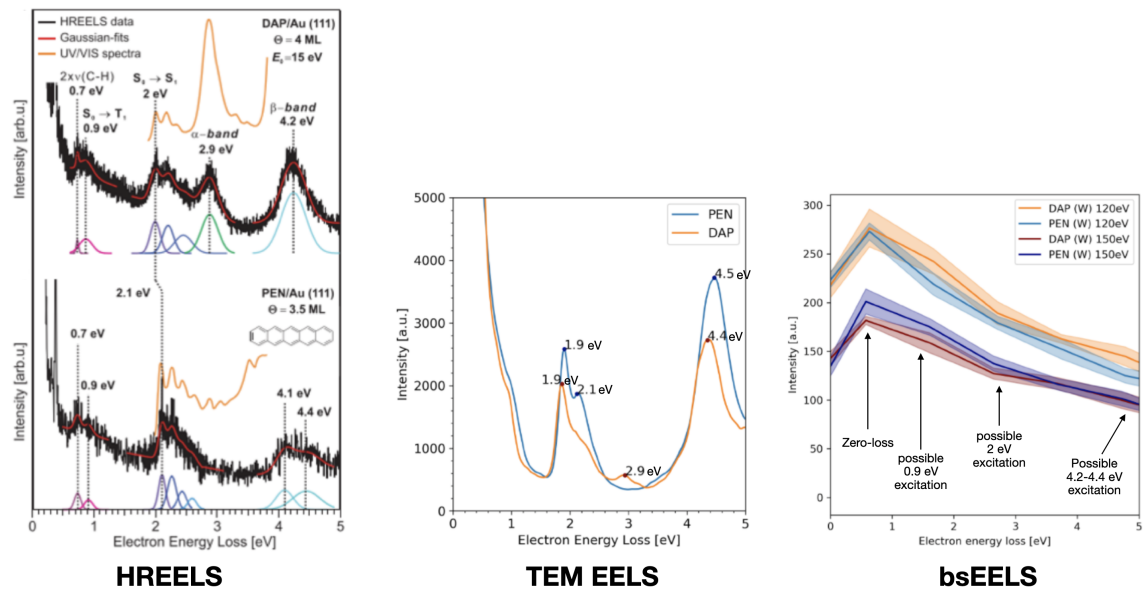 HREELS data
Gaussian-fits
UV/VIS spectra
DAP/Au (111)
Θ = 4 ML
E₀=15 eV
2xν(C-H)
0.7 eV
S₀ → T₁
0.9 eV
S₀ → S₁
2 eV
α-band
2.9 eV
β-band
4.2 eV
Intensity [arb.u.]
2.1 eV
PEN/Au (111)
Θ = 3.5 ML
0.7 eV
0.9 eV
4.1 eV
4.4 eV
Intensity [arb.u.]
0 1 2 3 4 5
Electron Energy Loss [eV]
HREELS
5000
4000
3000
2000
1000
0
Intensity [a.u.]
PEN
DAP
4.5 eV
4.4 eV
1.9 eV
1.9 eV
2.1 eV
2.9 eV
0 1 2 3 4 5
Electron Energy Loss [eV]
TEM EELS
300
250
200
150
100
50
0
Intensity [a.u.]
DAP (W) 120eV
PEN (W) 120eV
DAP (W) 150eV
PEN (W) 150eV
Zero-loss
possible
0.9 eV
excitation
possible
2 eV
excitation
Possible
4.2-4.4 eV
excitation
0 1 2 3 4 5
Electron energy loss [eV]
bsEELS